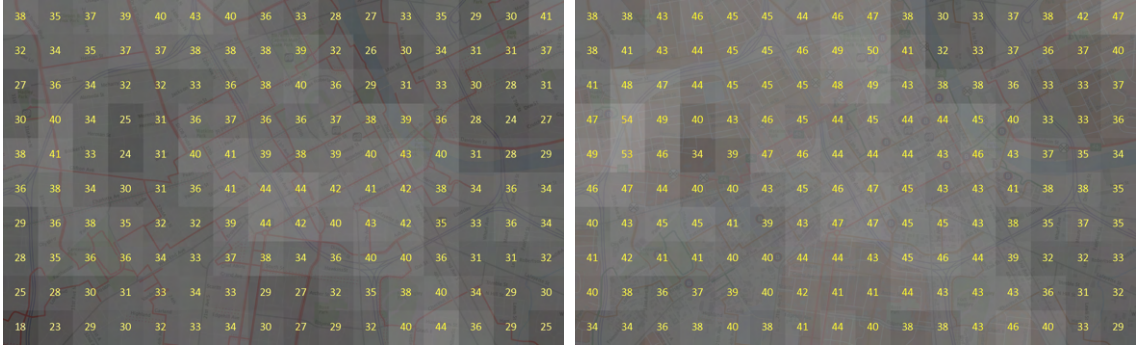 38 35 37 39 40 43 40 36 33 28 27 33 35 29 30 41
32 34 35 37 37 38 38 38 39 32 26 30 34 31 31 37
27 36 34 32 32 33 36 38 40 36 29 31 33 30 28 31
30 40 34 25 31 36 37 36 36 37 38 39 36 28 24 27
38 41 33 24 31 40 41 39 38 39 40 43 40 31 28 29
36 38 34 30 31 36 41 44 44 42 41 42 38 34 36 34
29 36 38 35 32 32 39 44 42 40 43 42 35 33 36 34
28 35 36 36 34 33 37 38 34 36 40 40 36 31 31 32
25 28 30 31 33 34 33 29 27 32 35 38 40 34 29 30
18 23 29 30 32 33 34 30 27 29 32 40 44 36 29 25
38 38 43 46 45 45 44 46 47 38 30 33 37 38 42 47
38 41 43 44 45 45 46 49 50 41 32 33 37 36 37 40
41 48 47 44 45 45 45 48 49 43 38 38 36 33 33 37
47 54 49 40 43 46 45 44 45 44 44 45 40 33 33 36
49 53 46 34 39 47 46 44 44 44 43 46 43 37 35 34
46 47 44 40 40 43 45 46 47 45 43 43 41 38 38 35
40 43 45 45 41 39 43 47 47 45 45 43 38 35 37 35
41 42 41 41 40 40 44 44 43 45 46 44 39 32 32 33
40 38 36 37 39 40 42 41 41 44 43 43 43 36 31 32
34 34 36 38 40 38 41 44 40 38 38 43 46 40 33 29